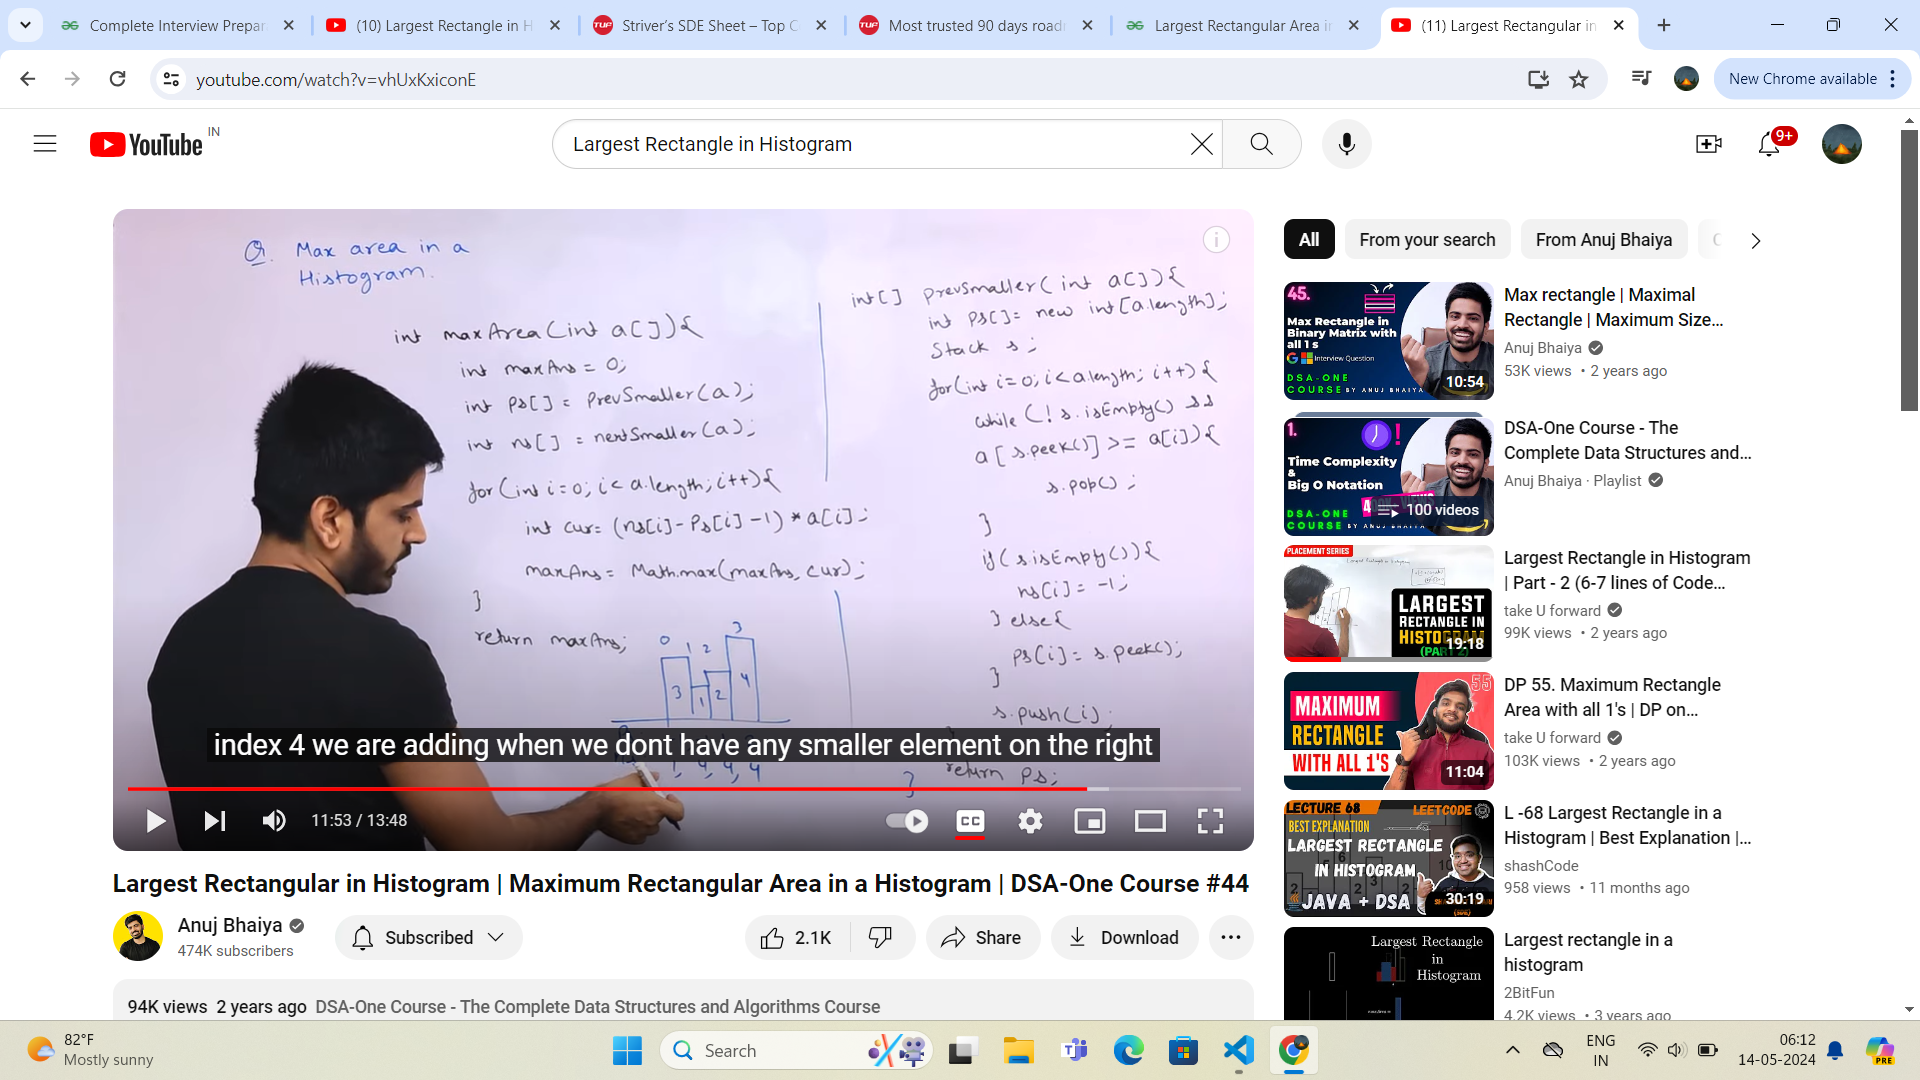 Complete Interview Prepar
(10) Largest Rectangle in H
Striver's SDE Sheet – Top C
Most trusted 90 days roadm
Largest Rectangular Area in
(11) Largest Rectangular in
youtube.com/watch?v=vhUxKxiconE
New Chrome available
YouTube IN
Largest Rectangle in Histogram
9+
Q. Max area in a
Histogram.
int maxArea(int a[]){
int maxAns = 0;
int ps[] = prevSmaller(a);
int ns[] = nextSmaller(a);
for(int i=0; i<a.length; i++){
int cur= (ns[i]-Ps[i]-1)*a[i];
maxAns= Math.max(maxAns, cur);
}
return maxAns;
0 1 2 3
3 1 2 4
int[] prevsmaller(int a[]){
int ps[]= new int[a.length];
Stack s;
for(int i=0; i<a.length; i++){
while(!s.isEmpty() &&
a[s.peek()] >= a[i]){
s.pop();
}
if(s.isEmpty()){
ns[i]= -1;
} else{
ps[i]= s.peek();
}
s.push(i);
}
return ps;
}
index 4 we are adding when we dont have any smaller element on the right
1, 4, 4, 4
11:53 / 13:48
CC
Largest Rectangular in Histogram | Maximum Rectangular Area in a Histogram | DSA-One Course #44
Anuj Bhaiya
474K subscribers
Subscribed
2.1K
Share
Download
94K views 2 years ago DSA-One Course - The Complete Data Structures and Algorithms Course
All
From your search
From Anuj Bhaiya
45.
Max Rectangle in
Binary Matrix with
all 1 s
Interview Question
DSA-ONE
COURSE BY ANUJ BHAIYA
10:54
Max rectangle | Maximal
Rectangle | Maximum Size...
Anuj Bhaiya
53K views • 2 years ago
1.
Time Complexity
&
Big O Notation
DSA-ONE
COURSE BY ANUJ BHAIYA
100 videos
DSA-One Course - The
Complete Data Structures and...
Anuj Bhaiya · Playlist
PLACEMENT SERIES
LARGEST
RECTANGLE IN
HISTOGRAM
(PART 2)
19:18
Largest Rectangle in Histogram
| Part - 2 (6-7 lines of Code...
take U forward
99K views • 2 years ago
55
MAXIMUM
RECTANGLE
WITH ALL 1'S
11:04
DP 55. Maximum Rectangle
Area with all 1's | DP on...
take U forward
103K views • 2 years ago
LECTURE 68
LEETCODE
BEST EXPLANATION
LARGEST RECTANGLE
IN HISTOGRAM
JAVA + DSA
30:19
L -68 Largest Rectangle in a
Histogram | Best Explanation |...
shashCode
958 views • 11 months ago
Largest Rectangle
in
Histogram
Largest rectangle in a
histogram
2BitFun
4.2K views • 3 years ago
82°F
Mostly sunny
Search
PRE
ENG
IN
06:12
14-05-2024